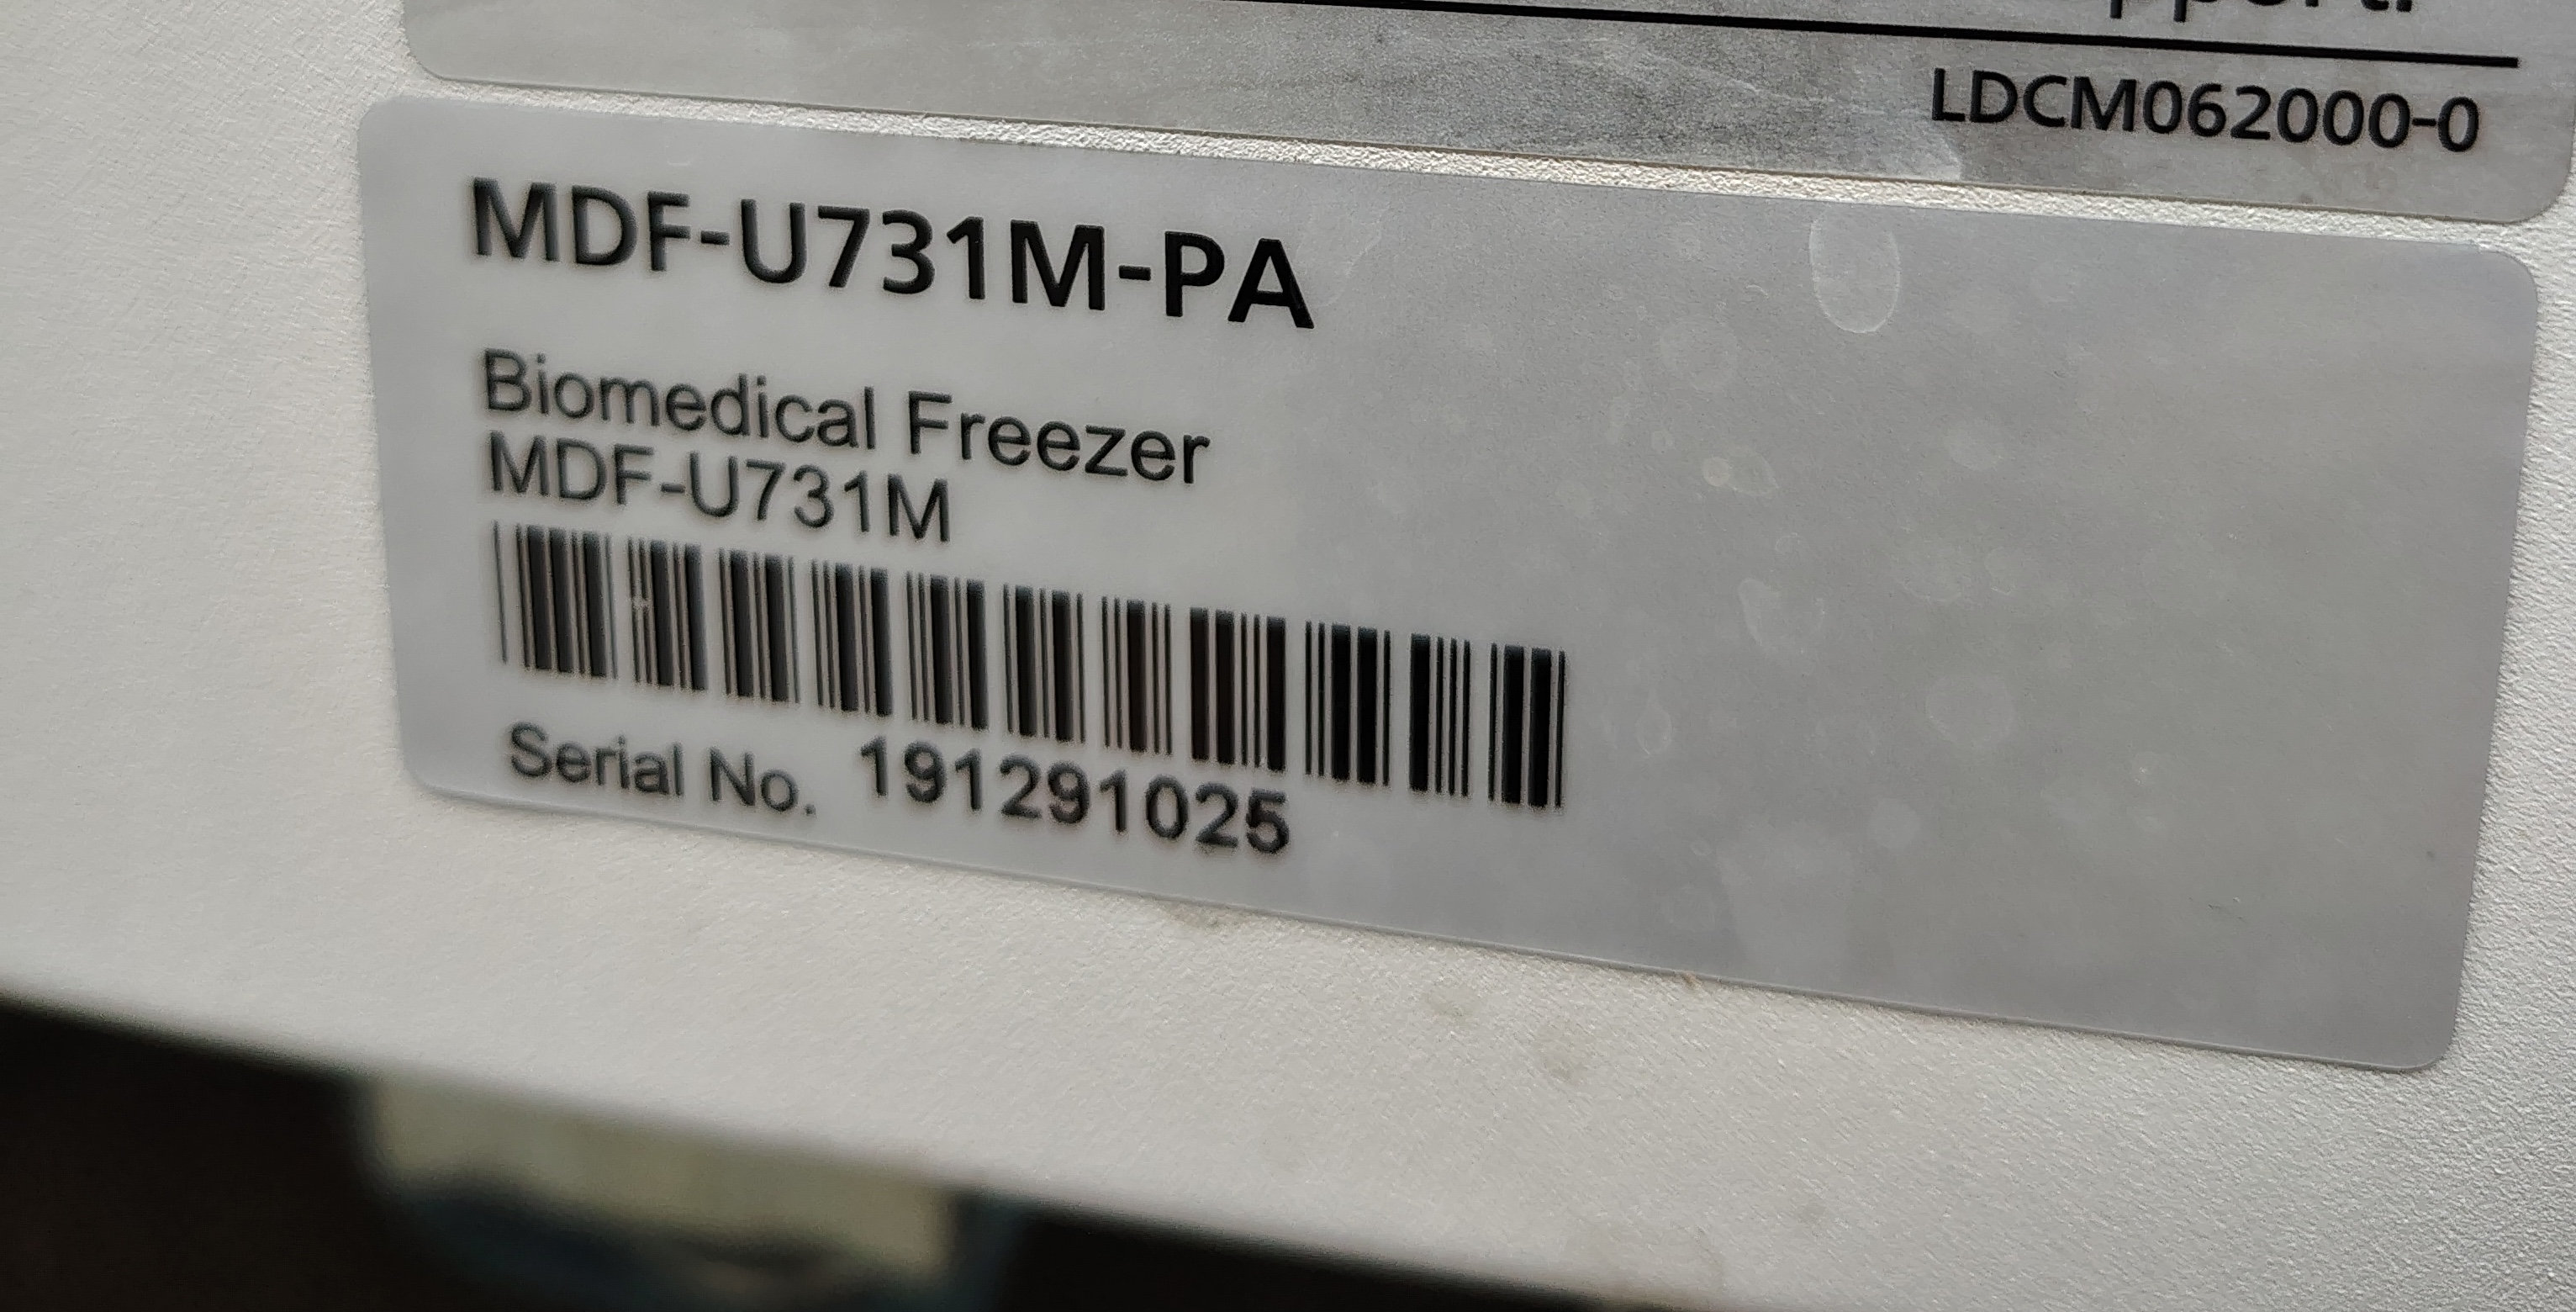 LDCM062000-0
MDF-U731M-PA
Biomedical Freezer
MDF-U731M
Serial No. 191291025